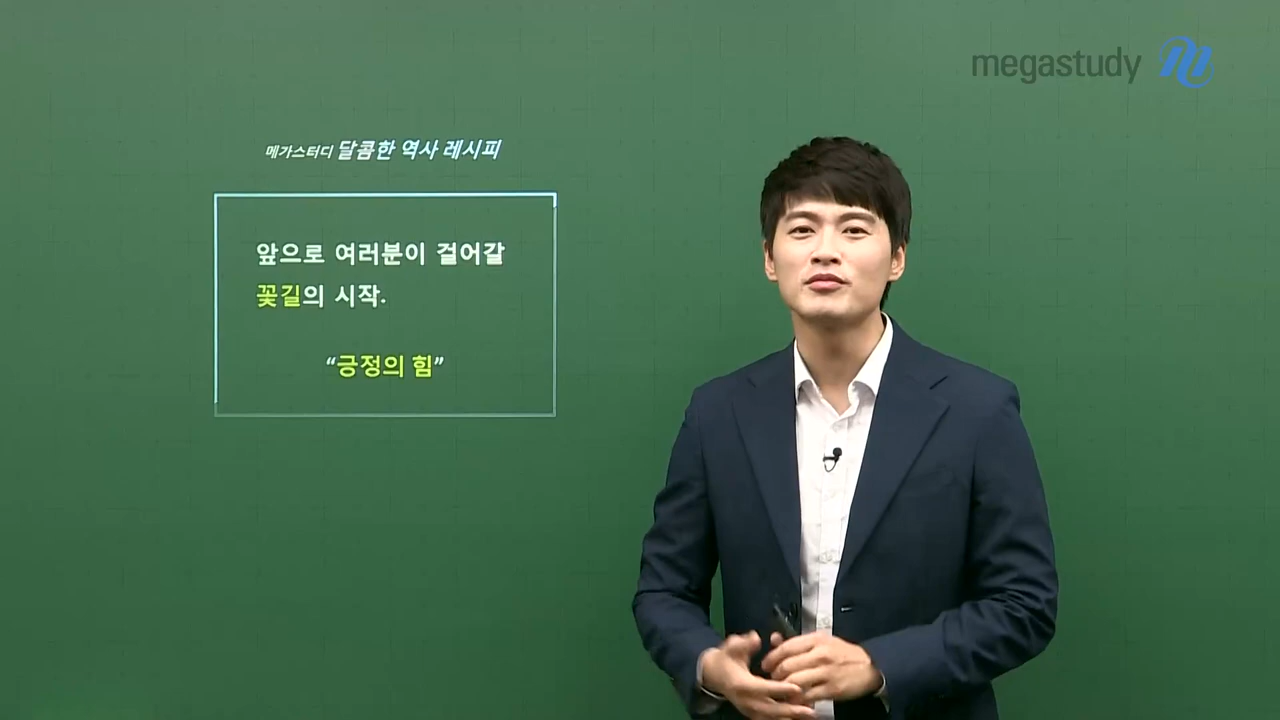 megastudy
메가스터디 달콤한 역사 레시피
앞으로 여러분이 걸어갈
꽃길의 시작.
“긍정의 힘”